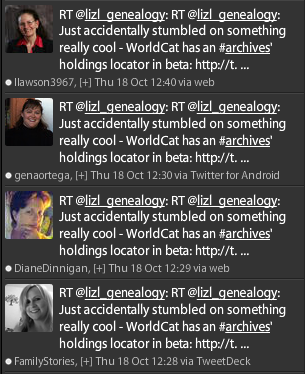 RT @lizl_genealogy: RT @lizl_genealogy:
Just accidentally stumbled on something
really cool - WorldCat has an #archives'
holdings locator in beta: http://t. ...
llawson3967, [+] Thu 18 Oct 12:40 via web
RT @lizl_genealogy: RT @lizl_genealogy:
Just accidentally stumbled on something
really cool - WorldCat has an #archives'
holdings locator in beta: http://t. ...
genaortega, [+] Thu 18 Oct 12:30 via Twitter for Android
RT @lizl_genealogy: RT @lizl_genealogy:
Just accidentally stumbled on something
really cool - WorldCat has an #archives'
holdings locator in beta: http://t. ...
DianeDinnigan, [+] Thu 18 Oct 12:29 via web
RT @lizl_genealogy: RT @lizl_genealogy:
Just accidentally stumbled on something
really cool - WorldCat has an #archives'
holdings locator in beta: http://t. ...
FamilyStories, [+] Thu 18 Oct 12:28 via TweetDeck